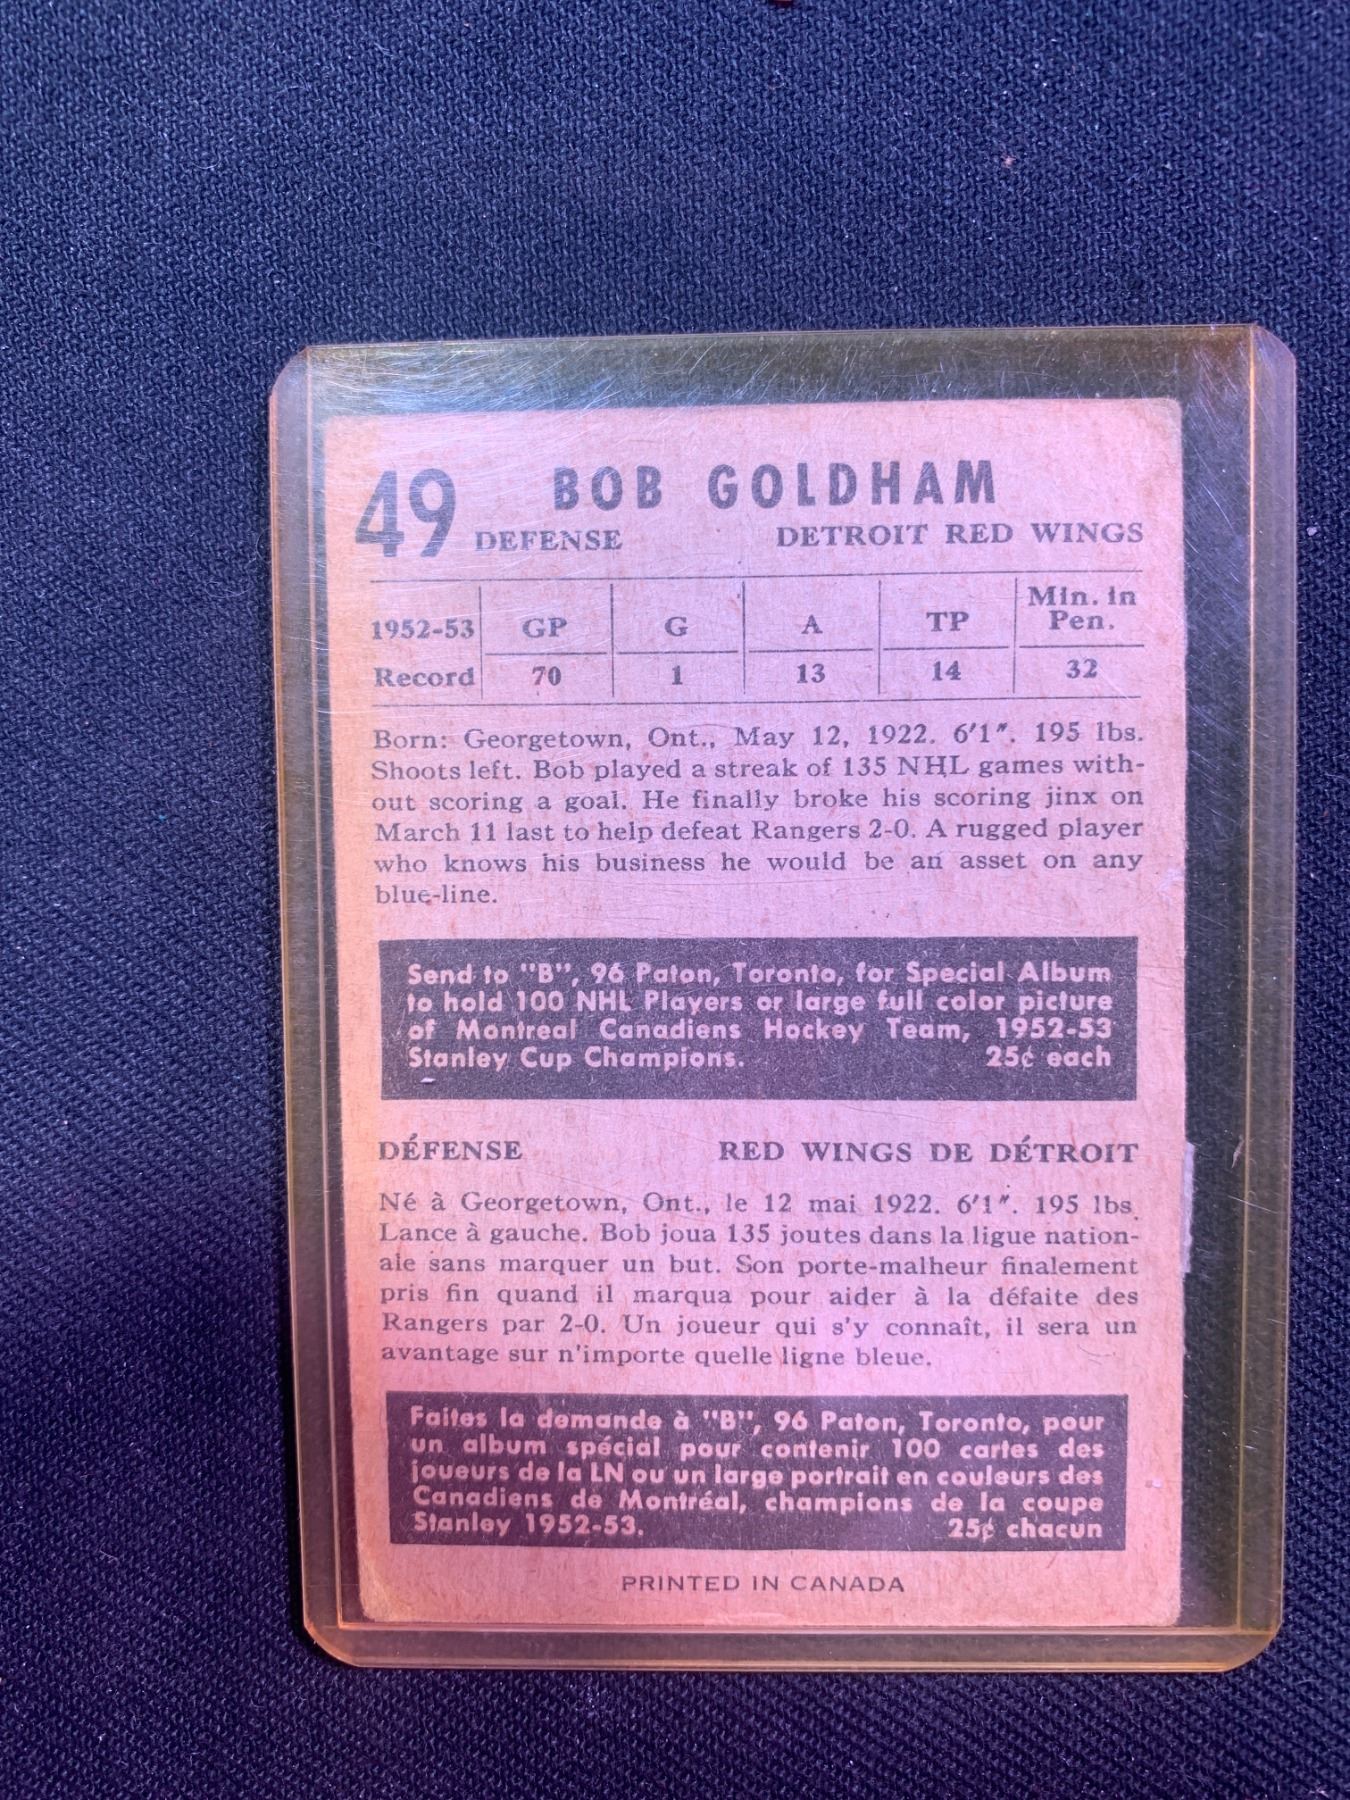 49 BOB GOLDHAM
DEFENSE DETROIT RED WINGS
1952-53 GP G A TP Min. in Pen.
Record 70 1 13 14 32
Born: Georgetown, Ont., May 12, 1922. 6'1". 195 lbs.
Shoots left. Bob played a streak of 135 NHL games with-
out scoring a goal. He finally broke his scoring jinx on
March 11 last to help defeat Rangers 2-0. A rugged player
who knows his business he would be an asset on any
blue-line.
Send to "B", 96 Paton, Toronto, for Special Album
to hold 100 NHL Players or large full color picture
of Montreal Canadiens Hockey Team, 1952-53
Stanley Cup Champions. 25¢ each
DÉFENSE RED WINGS DE DÉTROIT
Né à Georgetown, Ont., le 12 mai 1922. 6'1". 195 lbs.
Lance à gauche. Bob joua 135 joutes dans la ligue nation-
ale sans marquer un but. Son porte-malheur finalement
pris fin quand il marqua pour aider à la défaite des
Rangers par 2-0. Un joueur qui s'y connaît, il sera un
avantage sur n'importe quelle ligne bleue.
Faites la demande à "B", 96 Paton, Toronto, pour
un album spécial pour contenir 100 cartes des
joueurs de la LN ou un large portrait en couleurs des
Canadiens de Montréal, champions de la coupe
Stanley 1952-53. 25¢ chacun
PRINTED IN CANADA